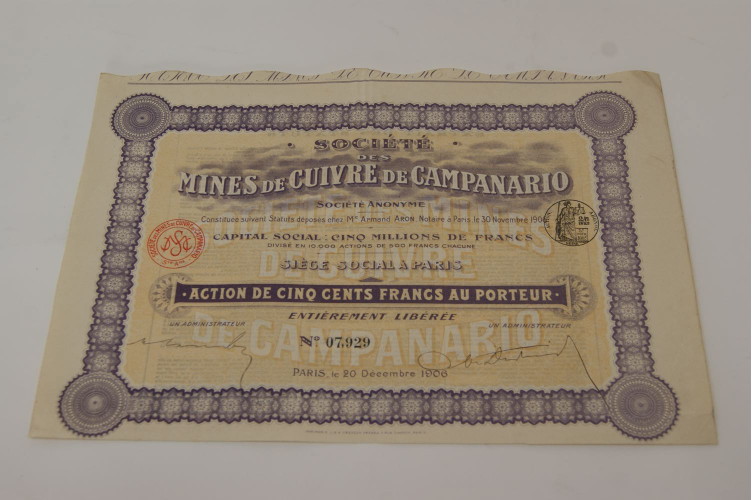 SOCIÉTÉ
DES
MINES DE CUIVRE DE CAMPANARIO
SOCIÉTÉ ANONYME
Constituée suivant Statuts déposés chez Me Armand ARON, Notaire à Paris le 30 Novembre 1906
CAPITAL SOCIAL: CINQ MILLIONS DE FRANCS
DIVISÉ EN 10.000 ACTIONS DE 500 FRANCS CHACUNE
SIÈGE SOCIAL À PARIS
ACTION DE CINQ CENTS FRANCS AU PORTEUR
ENTIÈREMENT LIBÉRÉE
UN ADMINISTRATEUR
UN ADMINISTRATEUR
No 07,929
DE CAMPANARIO
PARIS, le 20 Décembre 1906